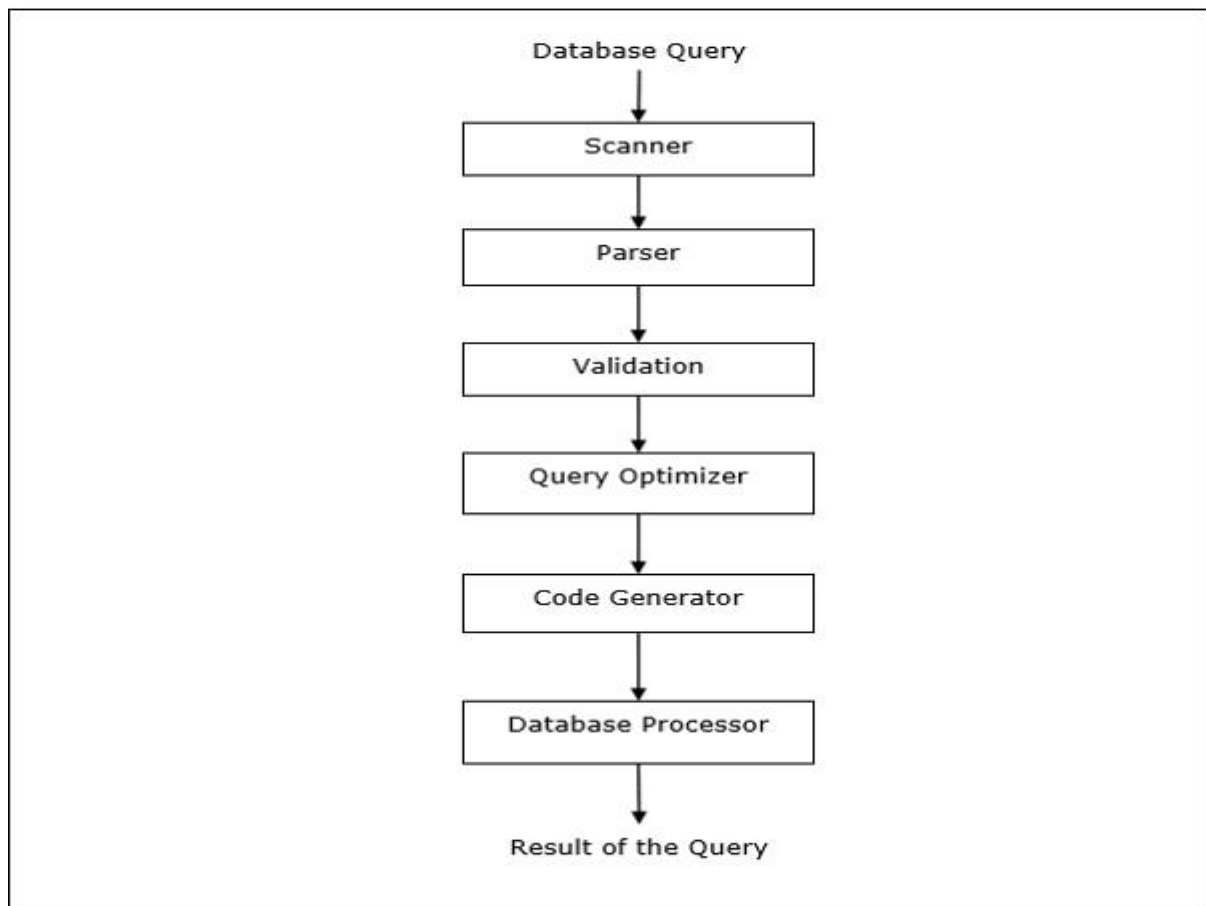 Database Query
Scanner
Parser
Validation
Query Optimizer
Code Generator
Database Processor
Result of the Query